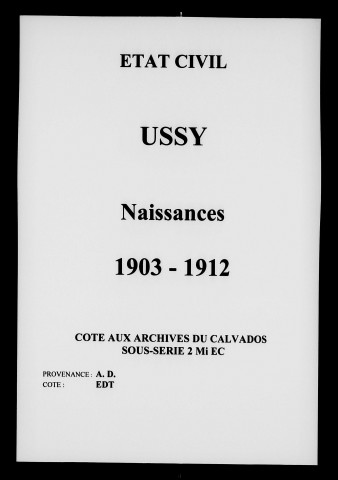 ETAT CIVIL
USSY
Naissances
1903 - 1912
COTE AUX ARCHIVES DU CALVADOS
SOUS-SERIE 2 Mi EC
PROVENANCE : A. D.
COTE : EDT